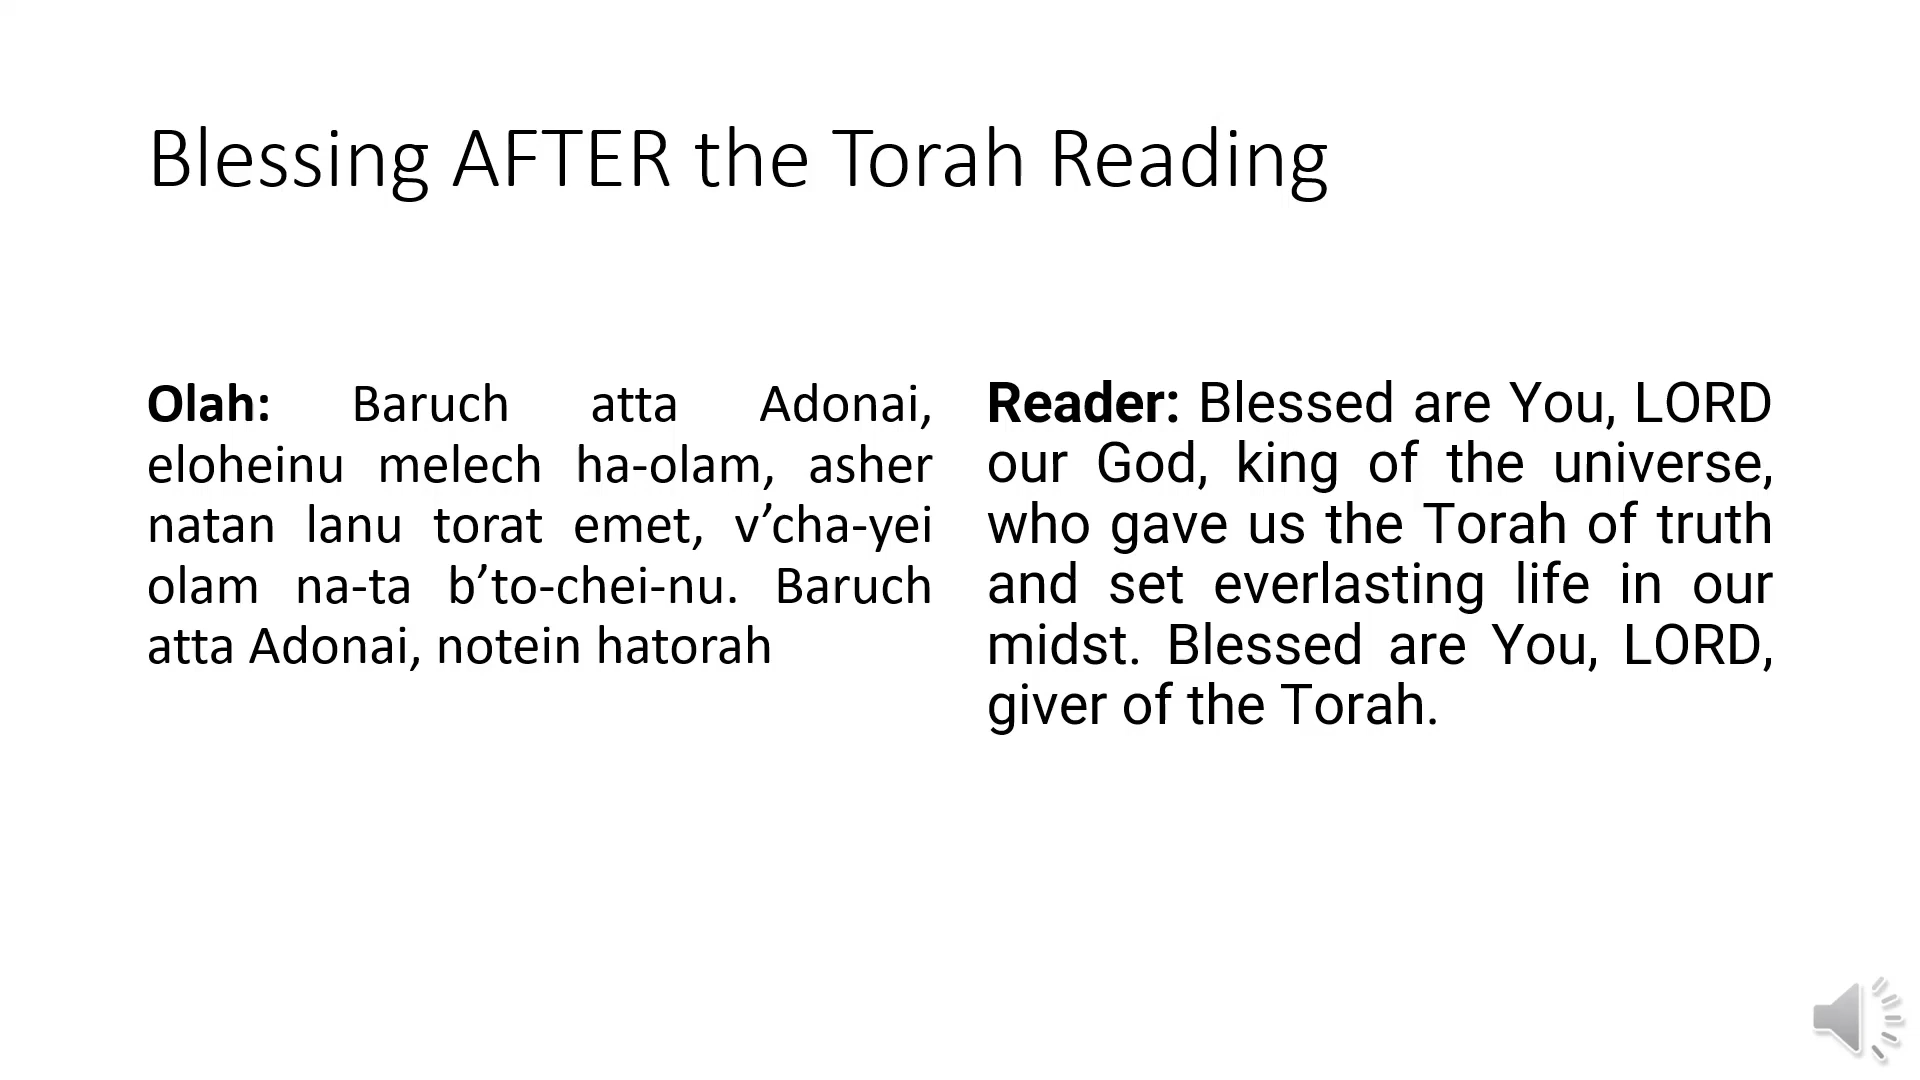 Blessing AFTER the Torah Reading
Olah: Baruch atta Adonai,
eloheinu melech ha-olam, asher
natan lanu torat emet, v’cha-yei
olam na-ta b’to-chei-nu. Baruch
atta Adonai, notein hatorah
Reader: Blessed are You, LORD
our God, king of the universe,
who gave us the Torah of truth
and set everlasting life in our
midst. Blessed are You, LORD,
giver of the Torah.